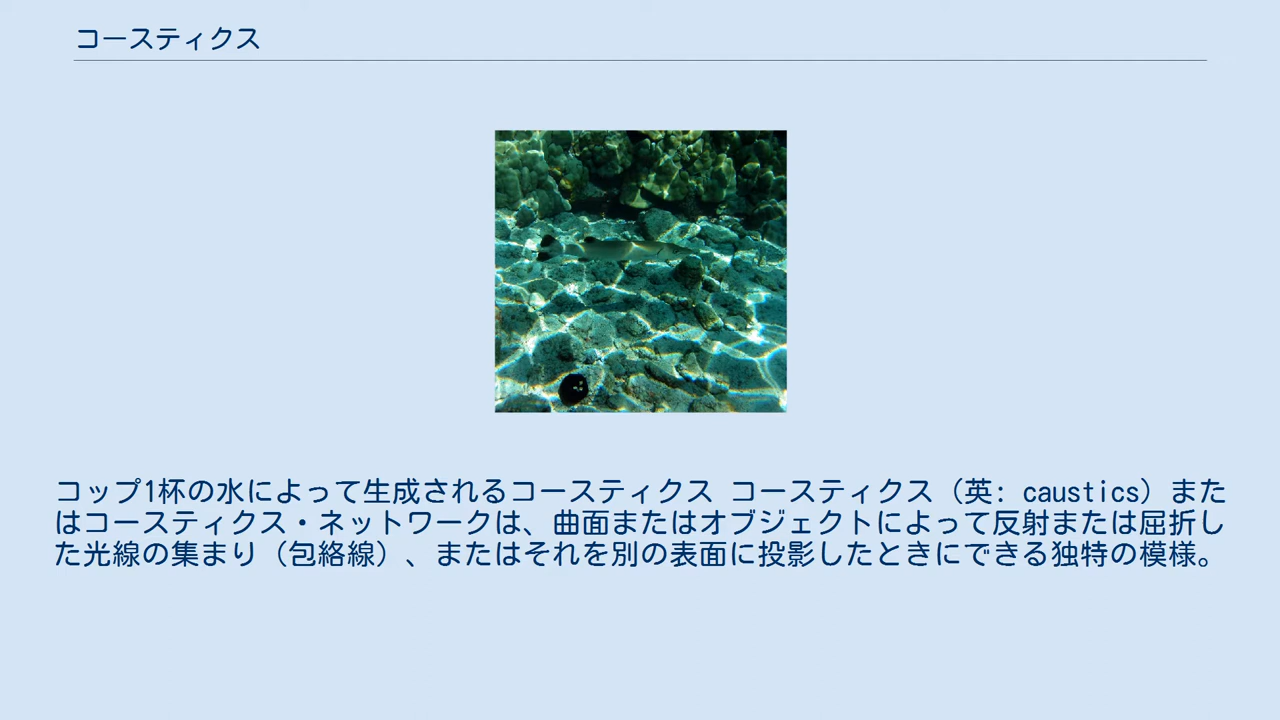 コースティクス
コップ1杯の水によって生成されるコースティクス コースティクス（英: caustics）また
はコースティクス・ネットワークは、曲面またはオブジェクトによって反射または屈折し
た光線の集まり（包絡線）、またはそれを別の表面に投影したときにできる独特の模様。